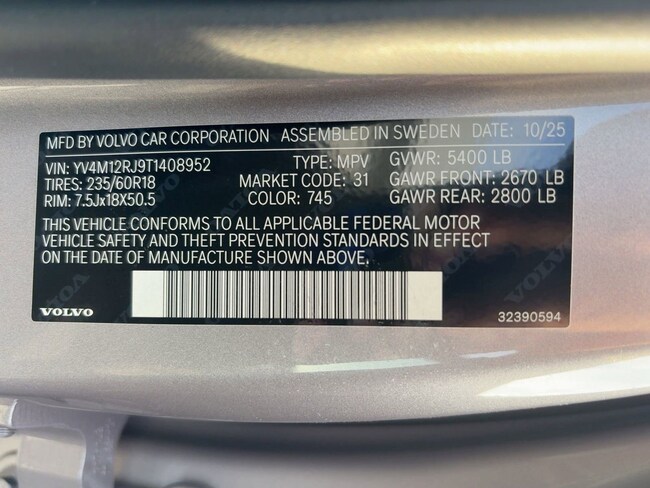 MFD BY VOLVO CAR CORPORATION ASSEMBLED IN SWEDEN DATE: 10/25
VIN: YV4M12RJ9T1408952 TYPE: MPV GVWR: 5400 LB
TIRES: 235/60R18 MARKET CODE: 31 GAWR FRONT: 2670 LB
RIM: 7.5Jx18X50.5 COLOR: 745 GAWR REAR: 2800 LB
THIS VEHICLE CONFORMS TO ALL APPLICABLE FEDERAL MOTOR
VEHICLE SAFETY AND THEFT PREVENTION STANDARDS IN EFFECT
ON THE DATE OF MANUFACTURE SHOWN ABOVE.
VOLVO 32390594